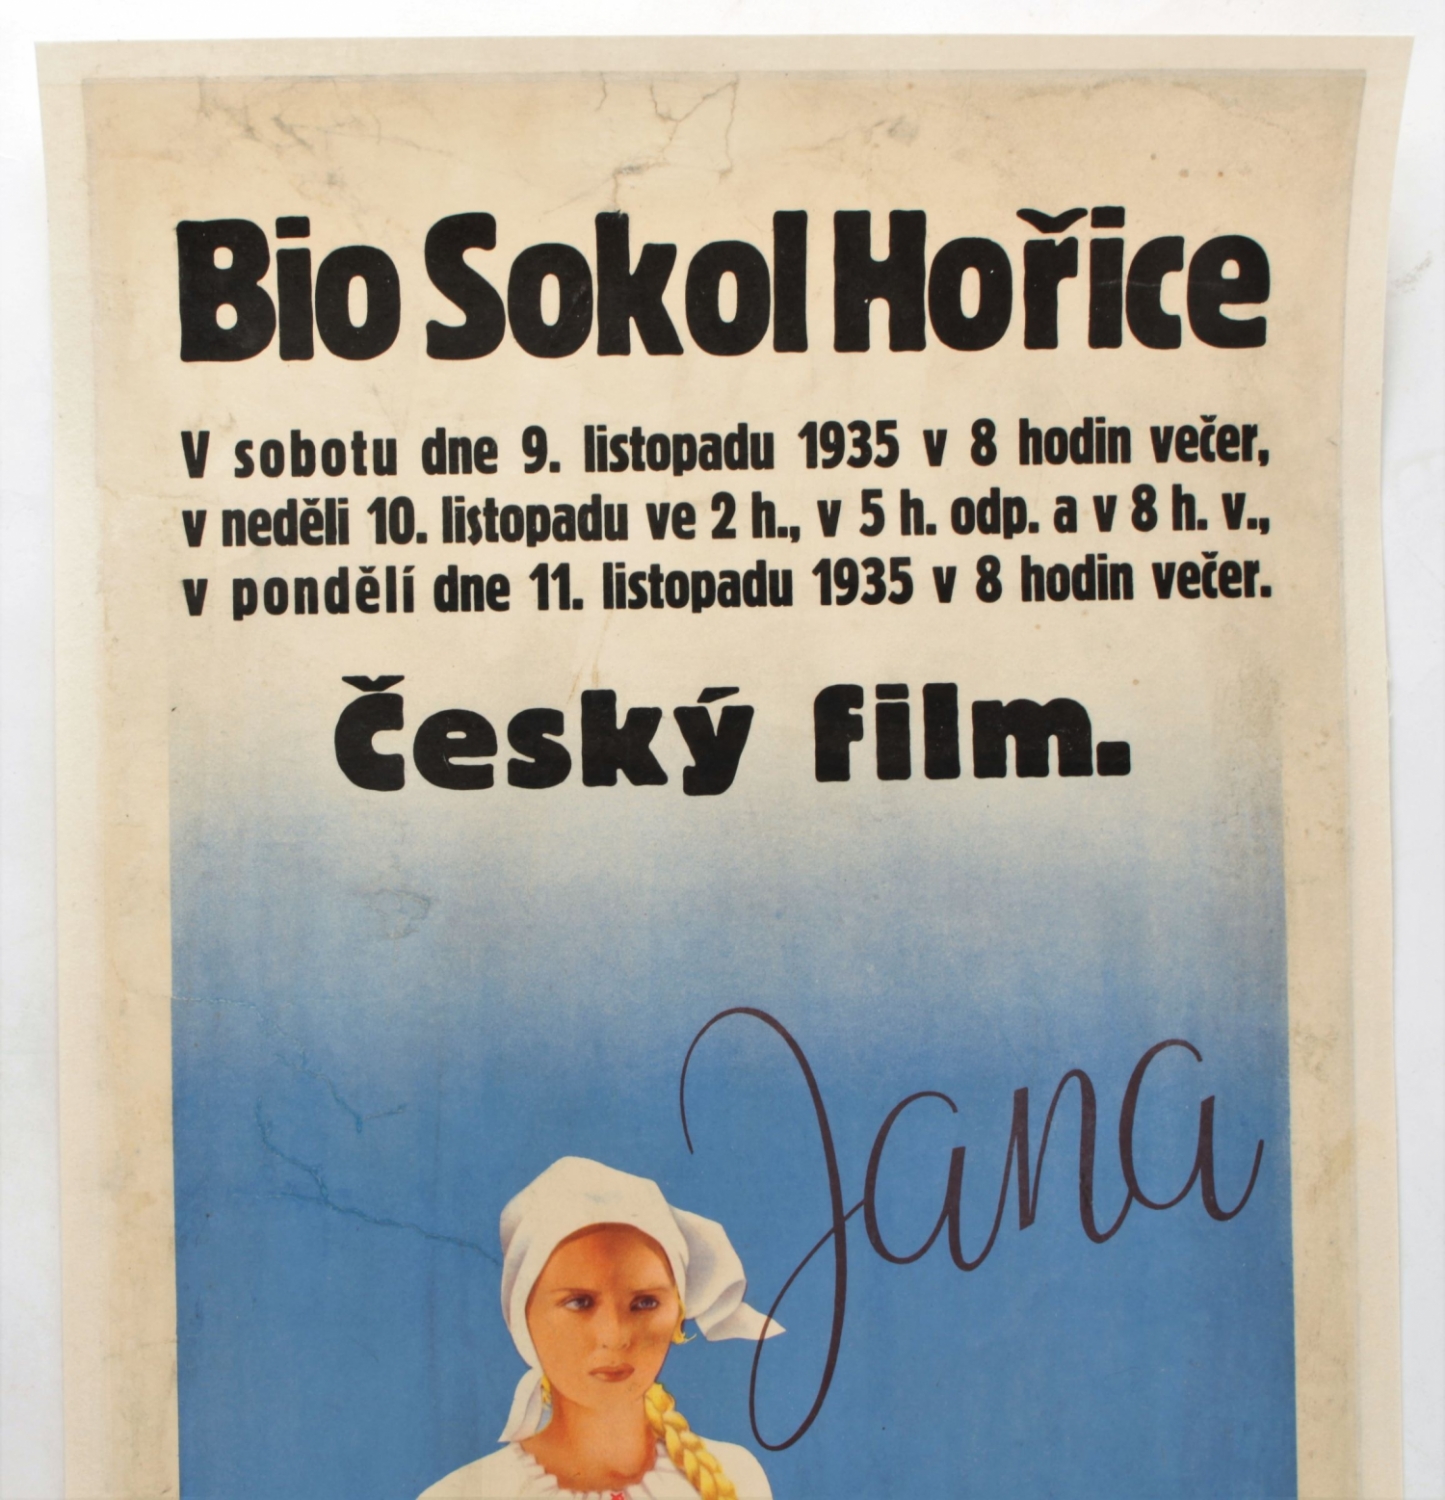 Bio Sokol Hořice
V sobotu dne 9. listopadu 1935 v 8 hodin večer,
v neděli 10. listopadu ve 2 h., v 5 h. odp. a v 8 h. v.,
v pondělí dne 11. listopadu 1935 v 8 hodin večer.
Český film.
Jana